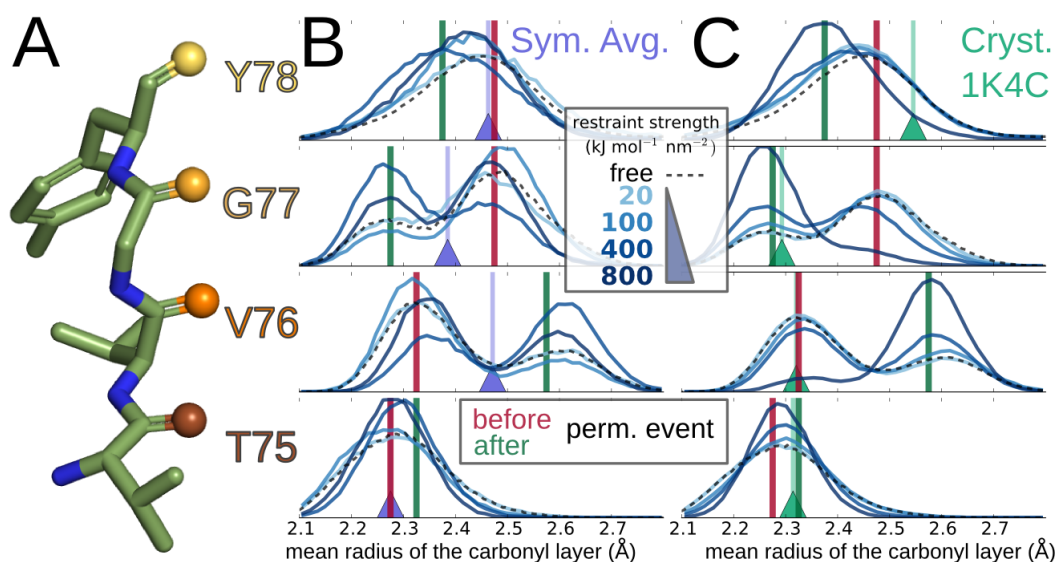 A
B
C
Sym. Avg.
Cryst.
1K4C
Y78
G77
V76
T75
restraint strength
(kJ mol⁻¹ nm⁻²)
free
20
100
400
800
before
after
perm. event
2.1 2.2 2.3 2.4 2.5 2.6 2.7
2.2 2.3 2.4 2.5 2.6 2.7
mean radius of the carbonyl layer (Å)
mean radius of the carbonyl layer (Å)